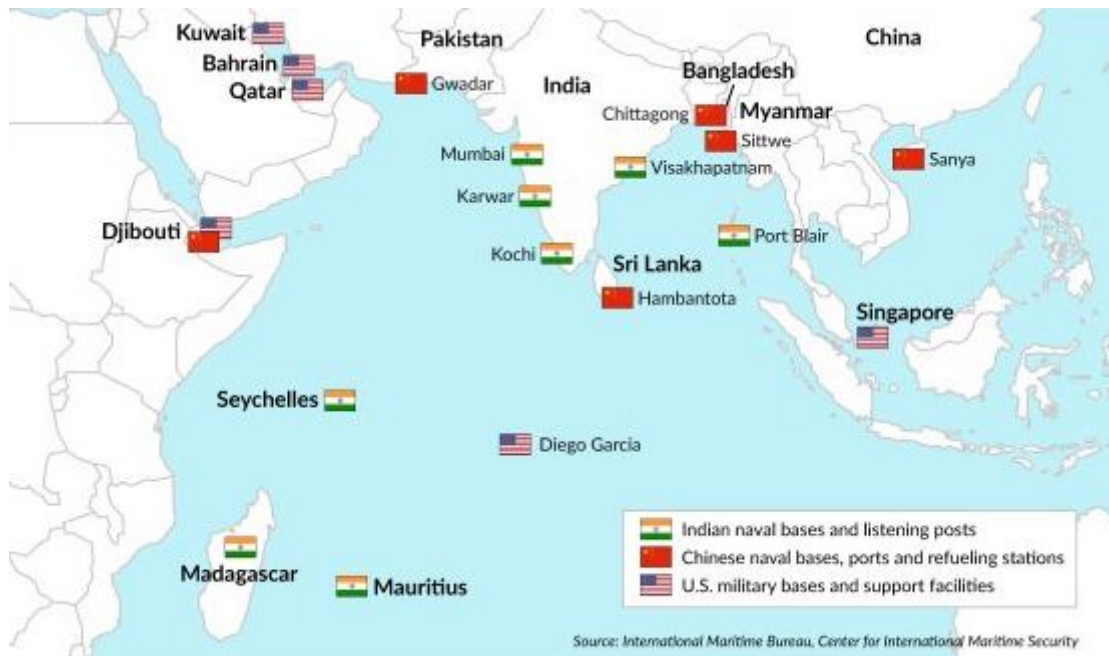 Kuwait
Pakistan
China
Bahrain
Qatar
Gwadar
India
Bangladesh
Chittagong
Myanmar
Sittwe
Mumbai
Visakhapatnam
Sanya
Karwar
Djibouti
Port Blair
Kochi
Sri Lanka
Hambantota
Singapore
Seychelles
Diego Garcia
Indian naval bases and listening posts
Chinese naval bases, ports and refueling stations
U.S. military bases and support facilities
Madagascar
Mauritius
Source: International Maritime Bureau, Center for International Maritime Security